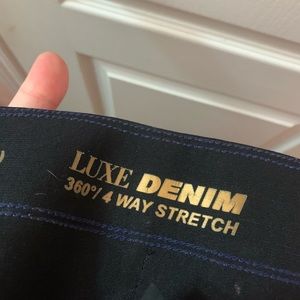 LUXE DENIM
360°/ 4 WAY STRETCH